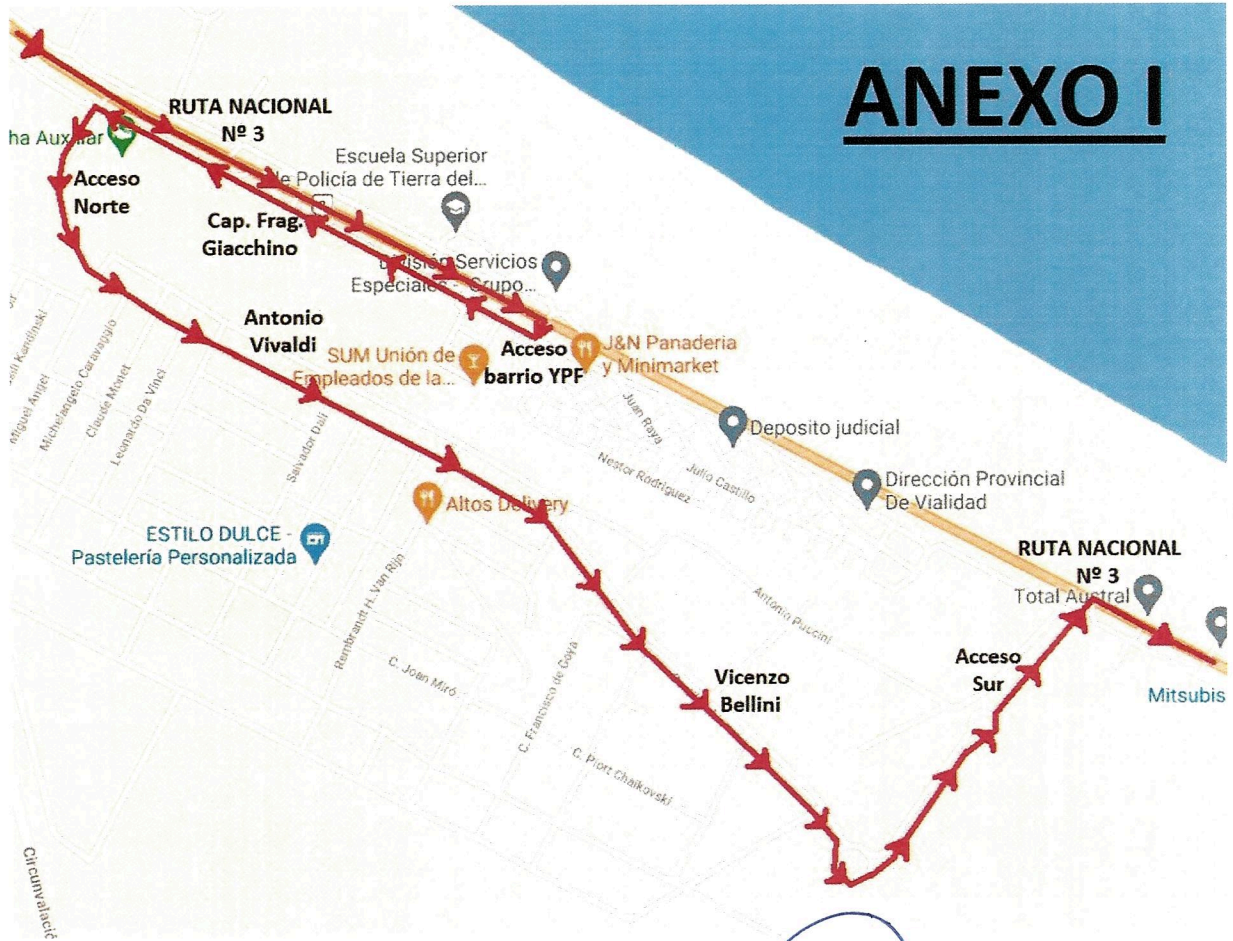 ANEXO I
RUTA NACIONAL
Nº 3
ha Auxiliar
Acceso
Norte
Escuela Superior
de Policía de Tierra del...
Cap. Frag.
Giacchino
División Servicios
Especiales - Grupo...
Antonio
Vivaldi
SUM Unión de
Empleados de la...
Acceso
barrio YPF
J&N Panaderia
y Minimarket
Miguel Angel
Michelangelo Caravaggio
Claude Monet
Leonardo Da Vinci
Salvador Dalí
Juan Raya
Nestor Rodriguez
Julio Castillo
Deposito judicial
Dirección Provincial
De Vialidad
Altos Delivery
ESTILO DULCE -
Pastelería Personalizada
Rembrandt H. Van Rijn
C. Joan Miró
C. Francisco de Goya
C. Piort Chaikovski
Antonio Puccini
RUTA NACIONAL
Nº 3
Total Austral
Acceso
Sur
Mitsubis
Vicenzo
Bellini
Circunvalació